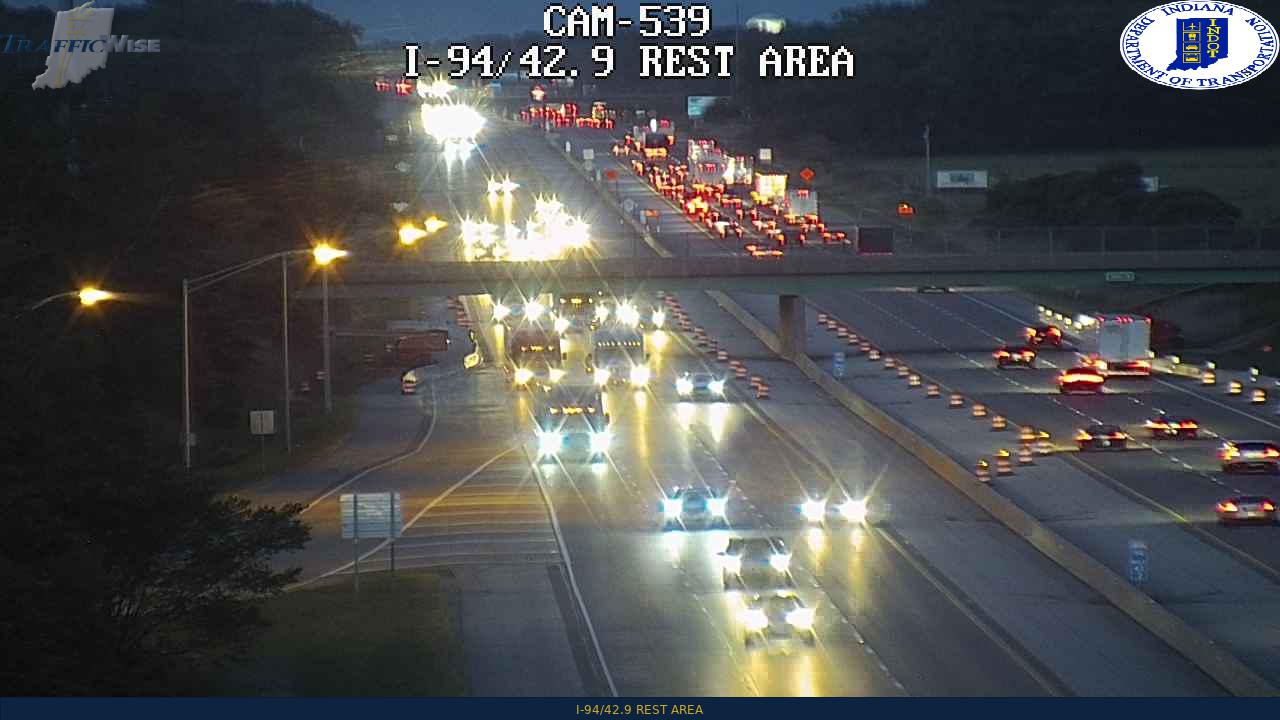 CAM-539
I-94/42.9 REST AREA
TRAFFICWISE
INDIANA
DEPARTMENT OF TRANSPORTATION
INDOT
I-94/42.9 REST AREA